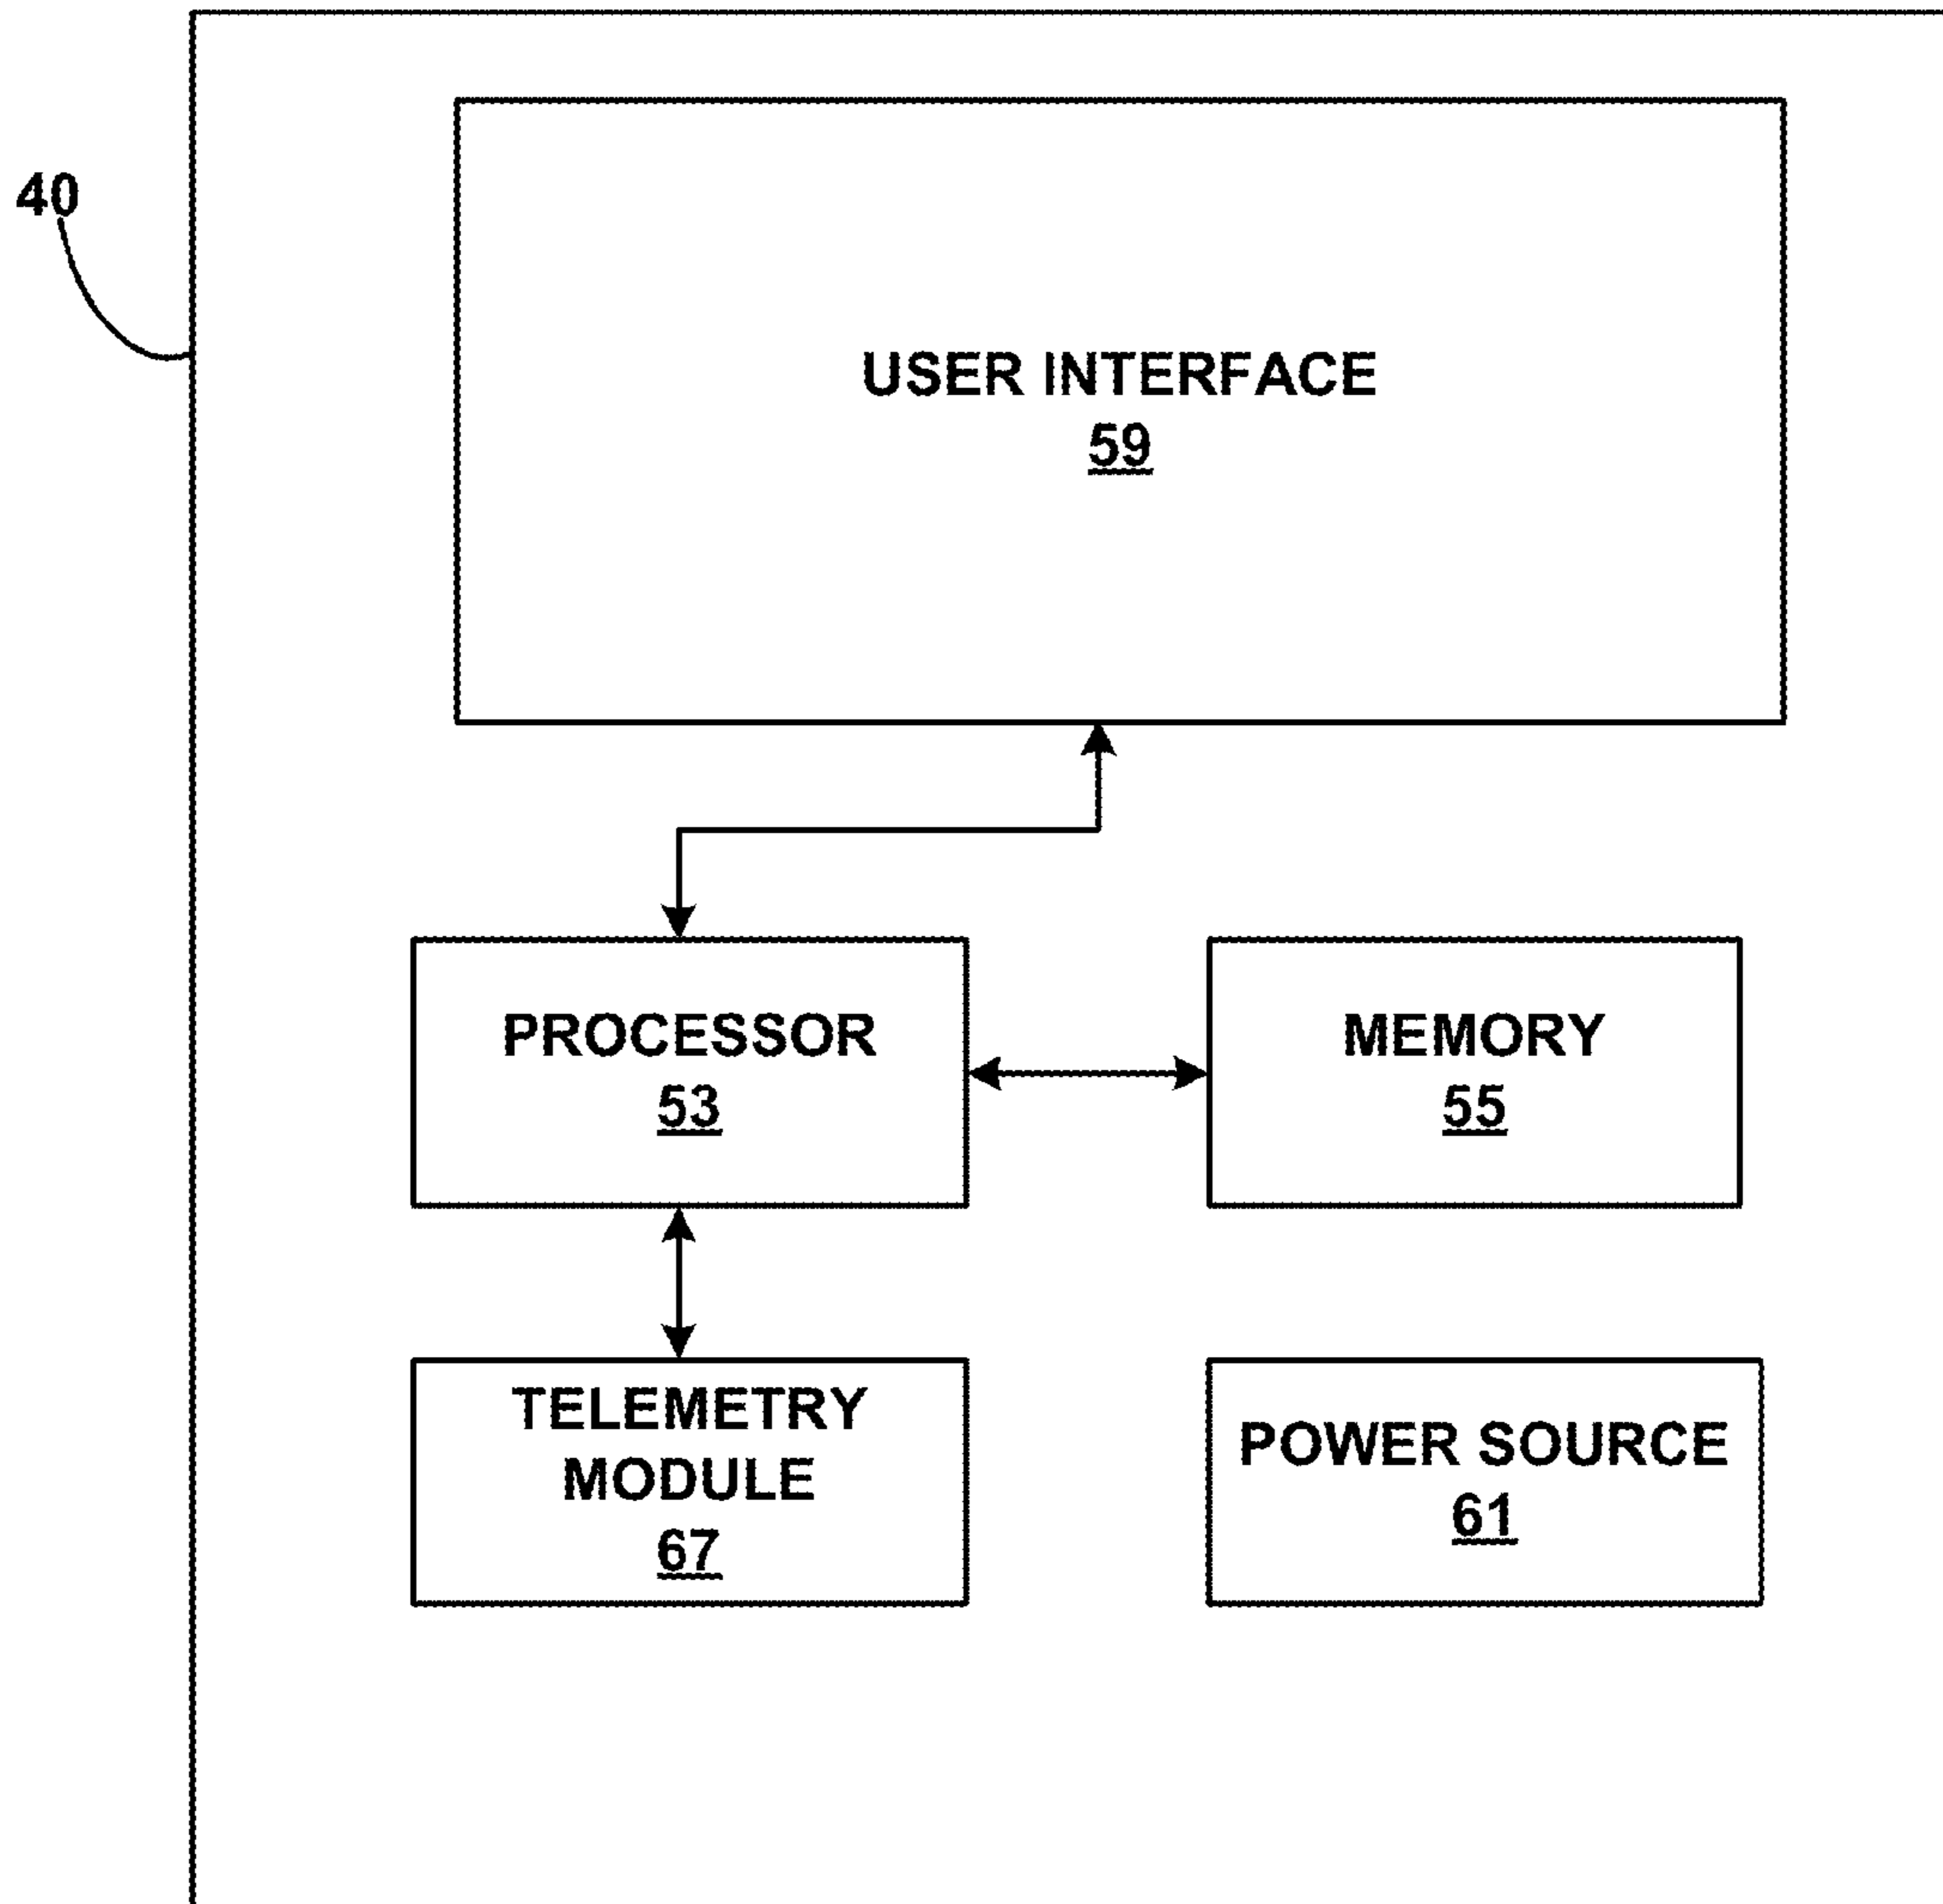 40
USER INTERFACE
59
PROCESSOR
53
MEMORY
55
TELEMETRY
MODULE
67
POWER SOURCE
61